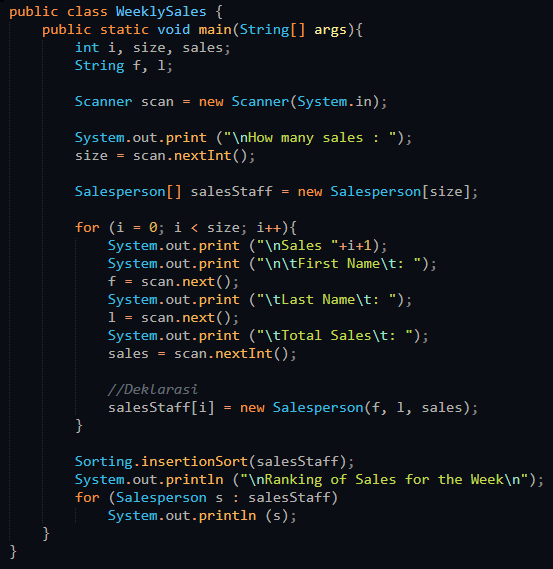 public class WeeklySales {
    public static void main(String[] args){
        int i, size, sales;
        String f, l;

        Scanner scan = new Scanner(System.in);

        System.out.print ("\nHow many sales : ");
        size = scan.nextInt();

        Salesperson[] salesStaff = new Salesperson[size];

        for (i = 0; i < size; i++){
            System.out.print ("\nSales "+i+1);
            System.out.print ("\n\tFirst Name\t: ");
            f = scan.next();
            System.out.print ("\tLast Name\t: ");
            l = scan.next();
            System.out.print ("\tTotal Sales\t: ");
            sales = scan.nextInt();

            //Deklarasi
            salesStaff[i] = new Salesperson(f, l, sales);
        }

        Sorting.insertionSort(salesStaff);
        System.out.println ("\nRanking of Sales for the Week\n");
        for (Salesperson s : salesStaff)
            System.out.println (s);
    }
}